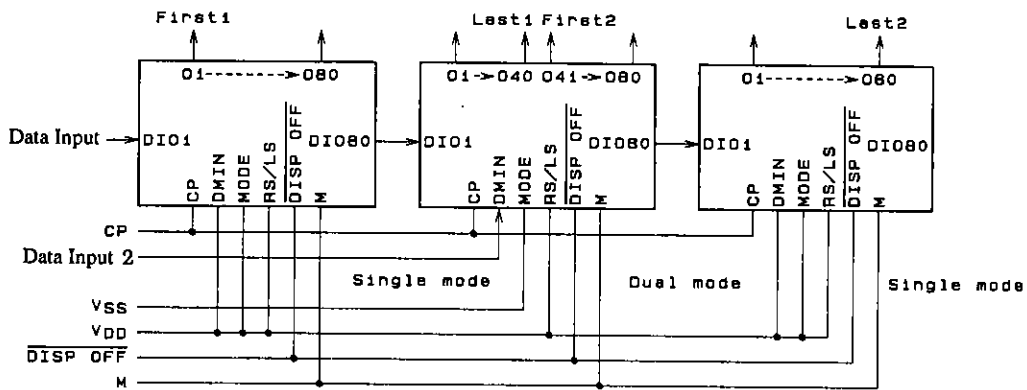 First1
Last1 First2
Last2
O1 --------> O80
O1 → O40 O41 → O80
O1 --------> O80
Data Input
DIO1
DIO80
DIO1
DIO80
DIO1
DIO80
CP
DMIN
MODE
RS/LS
DISP OFF
M
CP
DMIN
MODE
RS/LS
DISP OFF
M
CP
DMIN
MODE
RS/LS
DISP OFF
M
CP
Data Input 2
Single mode
Dual mode
Single mode
VSS
VDD
DISP OFF
M